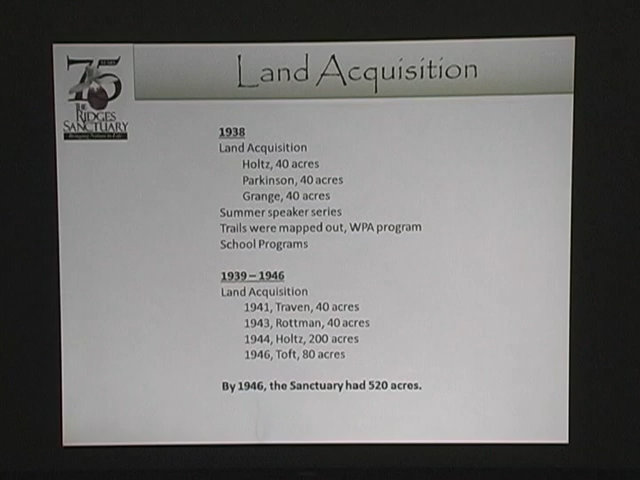 75
THE
RIDGES
SANCTUARY
Land Acquisition
1938
Land Acquisition
Holtz, 40 acres
Parkinson, 40 acres
Grange, 40 acres
Summer speaker series
Trails were mapped out, WPA program
School Programs
1939 – 1946
Land Acquisition
1941, Traven, 40 acres
1943, Rottman, 40 acres
1944, Holtz, 200 acres
1946, Toft, 80 acres
By 1946, the Sanctuary had 520 acres.